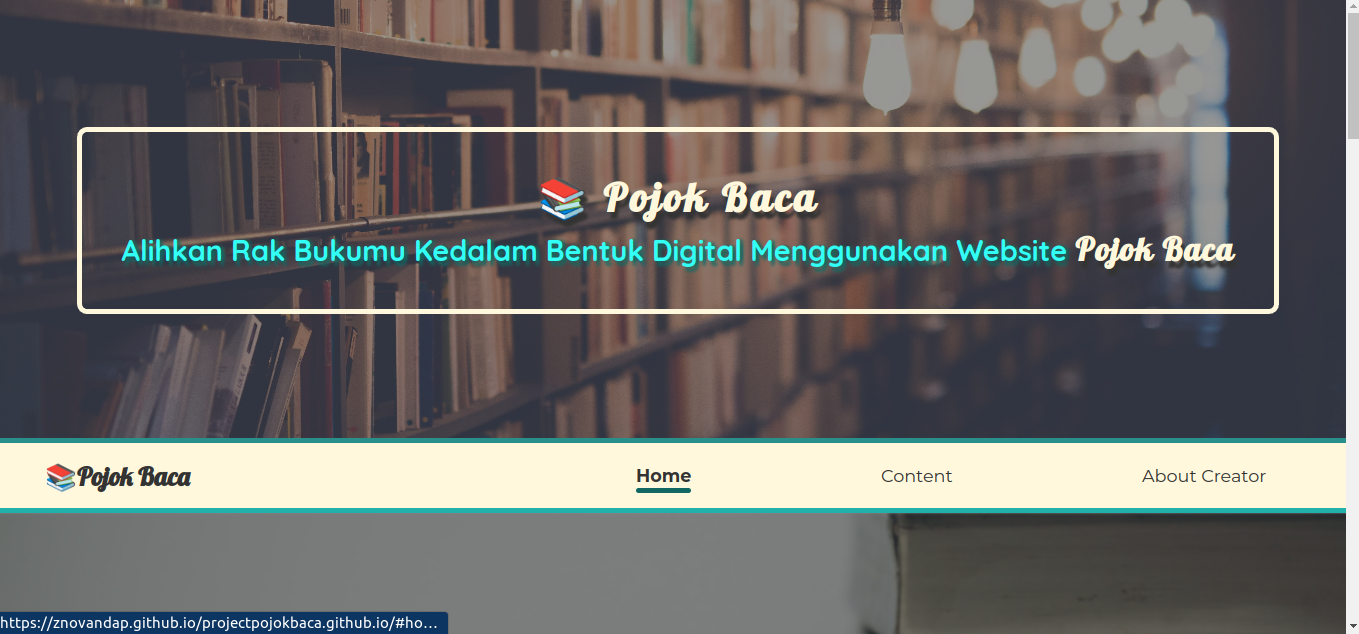 Pojok Baca
Alihkan Rak Bukumu Kedalam Bentuk Digital Menggunakan Website Pojok Baca
Pojok Baca Home Content About Creator
https://znovandap.github.io/projectpojokbaca.github.io/#ho...